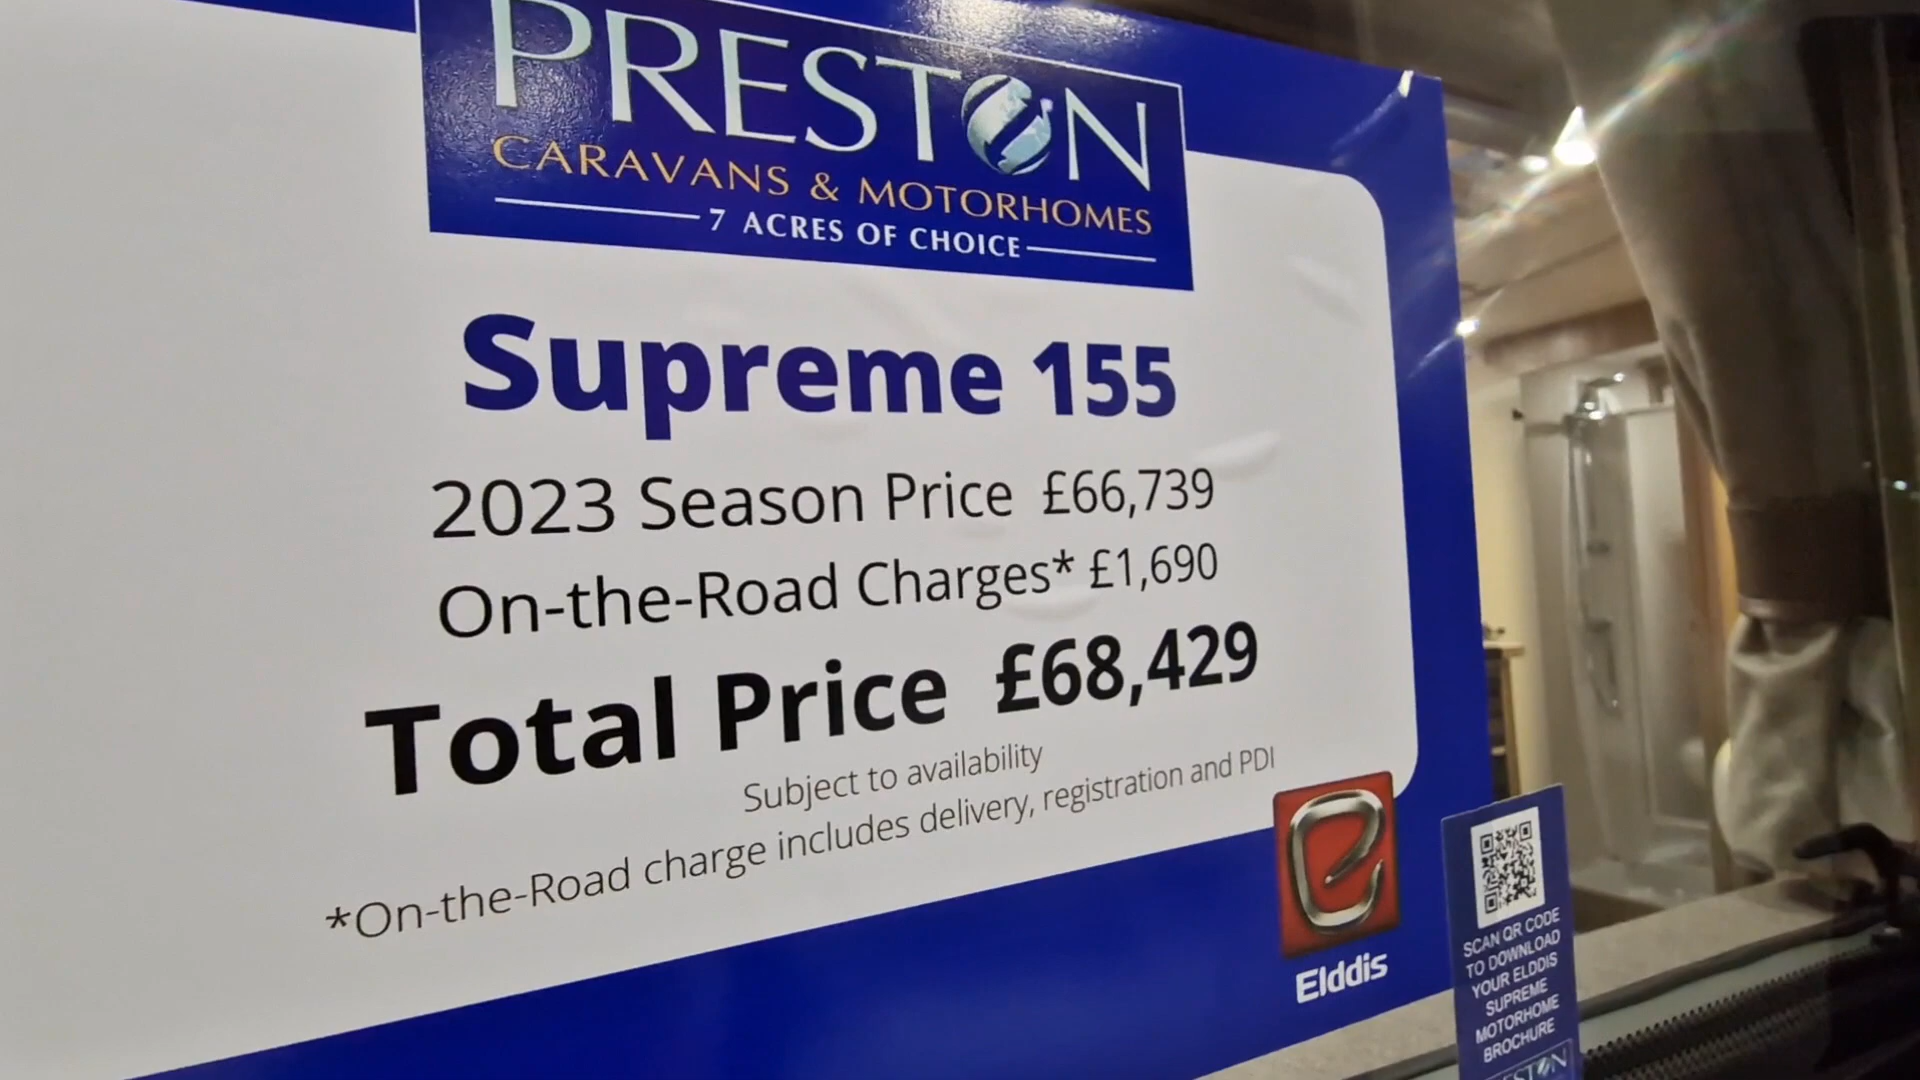 PRESTON
CARAVANS & MOTORHOMES
7 ACRES OF CHOICE
Supreme 155
2023 Season Price £66,739
On-the-Road Charges* £1,690
Total Price £68,429
Subject to availability
*On-the-Road charge includes delivery, registration and PDI
Elddis
SCAN QR CODE
TO DOWNLOAD
YOUR ELDDIS
SUPREME
MOTORHOME
BROCHURE
PRESTON